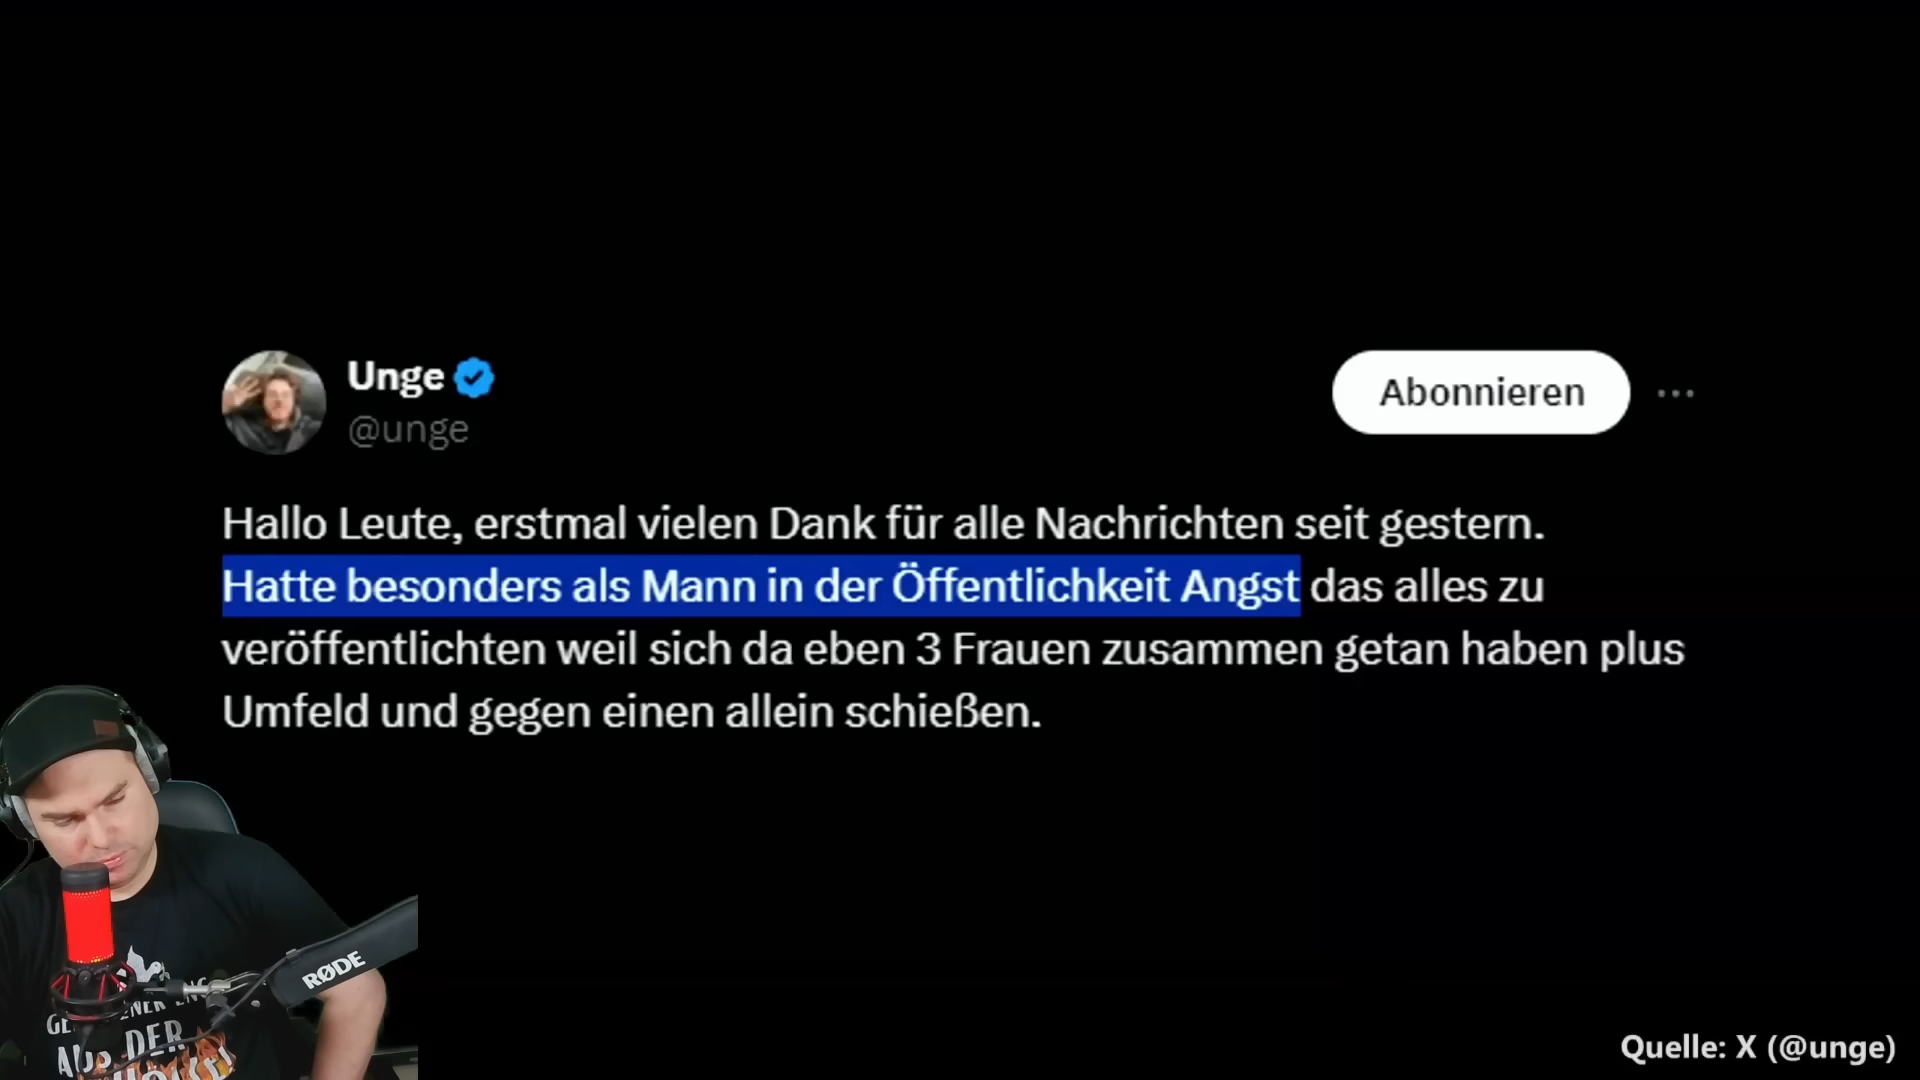 Unge
@unge
Abonnieren
Hallo Leute, erstmal vielen Dank für alle Nachrichten seit gestern.
Hatte besonders als Mann in der Öffentlichkeit Angst das alles zu
veröffentlichten weil sich da eben 3 Frauen zusammen getan haben plus
Umfeld und gegen einen allein schießen.
RØDE
AUS DER
Quelle: X (@unge)